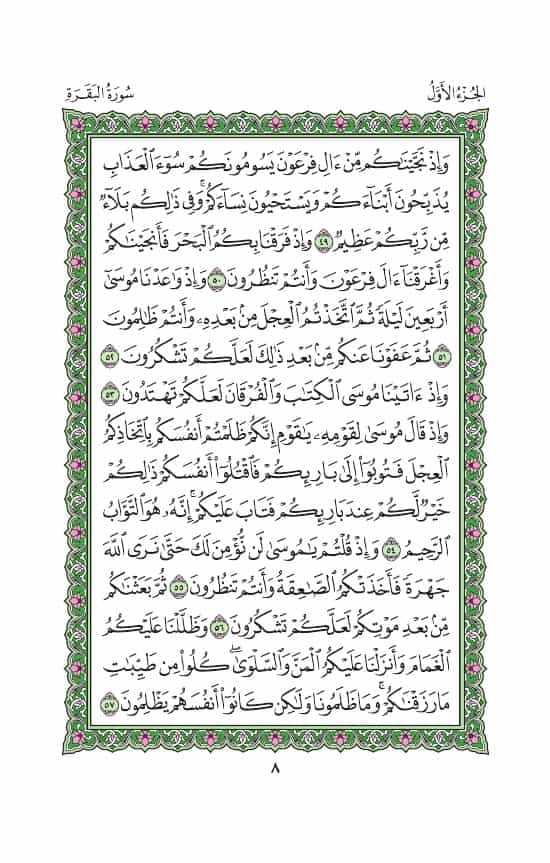 الجُزْءُ الأَوَّلُ
سُورَةُ البَقَرَةِ
وَإِذْ نَجَّيْنَٰكُم مِّنْ ءَالِ فِرْعَوْنَ يَسُومُونَكُمْ سُوٓءَ ٱلْعَذَابِ
يُذَبِّحُونَ أَبْنَآءَكُمْ وَيَسْتَحْيُونَ نِسَآءَكُمْ ۚ وَفِى ذَٰلِكُم بَلَآءٌ
مِّن رَّبِّكُمْ عَظِيمٌ ٤٩ وَإِذْ فَرَقْنَا بِكُمُ ٱلْبَحْرَ فَأَنجَيْنَٰكُمْ
وَأَغْرَقْنَآ ءَالَ فِرْعَوْنَ وَأَنتُمْ تَنظُرُونَ ٥٠ وَإِذْ وَٰعَدْنَا مُوسَىٰٓ
أَرْبَعِينَ لَيْلَةً ثُمَّ ٱتَّخَذْتُمُ ٱلْعِجْلَ مِنۢ بَعْدِهِۦ وَأَنتُمْ ظَٰلِمُونَ
٥١ ثُمَّ عَفَوْنَا عَنكُم مِّنۢ بَعْدِ ذَٰلِكَ لَعَلَّكُمْ تَشْكُرُونَ ٥٢
وَإِذْ ءَاتَيْنَا مُوسَى ٱلْكِتَٰبَ وَٱلْفُرْقَانَ لَعَلَّكُمْ تَهْتَدُونَ ٥٣
وَإِذْ قَالَ مُوسَىٰ لِقَوْمِهِۦ يَٰقَوْمِ إِنَّكُمْ ظَلَمْتُمْ أَنفُسَكُم بِٱتِّخَاذِكُمُ
ٱلْعِجْلَ فَتُوبُوٓا۟ إِلَىٰ بَارِئِكُمْ فَٱقْتُلُوٓا۟ أَنفُسَكُمْ ذَٰلِكُمْ
خَيْرٌ لَّكُمْ عِندَ بَارِئِكُمْ فَتَابَ عَلَيْكُمْ ۚ إِنَّهُۥ هُوَ ٱلتَّوَّابُ
ٱلرَّحِيمُ ٥٤ وَإِذْ قُلْتُمْ يَٰمُوسَىٰ لَن نُّؤْمِنَ لَكَ حَتَّىٰ نَرَى ٱللَّهَ
جَهْرَةً فَأَخَذَتْكُمُ ٱلصَّٰعِقَةُ وَأَنتُمْ تَنظُرُونَ ٥٥ ثُمَّ بَعَثْنَٰكُم
مِّنۢ بَعْدِ مَوْتِكُمْ لَعَلَّكُمْ تَشْكُرُونَ ٥٦ وَظَلَّلْنَا عَلَيْكُمُ
ٱلْغَمَامَ وَأَنزَلْنَا عَلَيْكُمُ ٱلْمَنَّ وَٱلسَّلْوَىٰ ۖ كُلُوا۟ مِن طَيِّبَٰتِ
مَا رَزَقْنَٰكُمْ ۖ وَمَا ظَلَمُونَا وَلَٰكِن كَانُوٓا۟ أَنفُسَهُمْ يَظْلِمُونَ ٥٧
٨